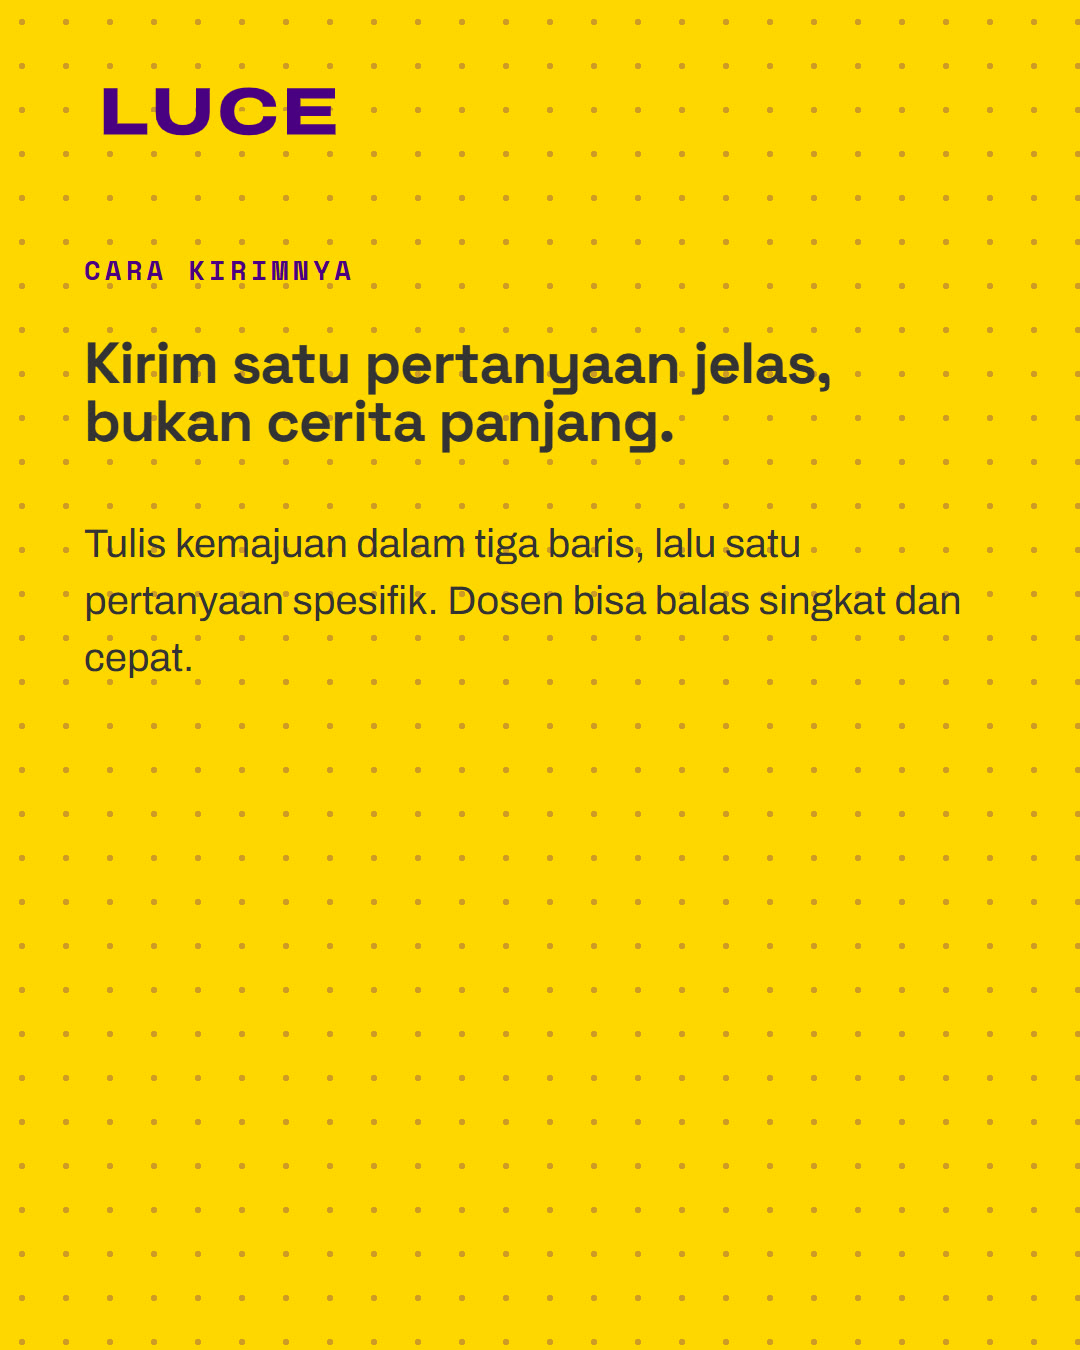 LUCE
CARA KIRIMNYA
Kirim satu pertanyaan jelas,
bukan cerita panjang.
Tulis kemajuan dalam tiga baris, lalu satu
pertanyaan spesifik. Dosen bisa balas singkat dan
cepat.